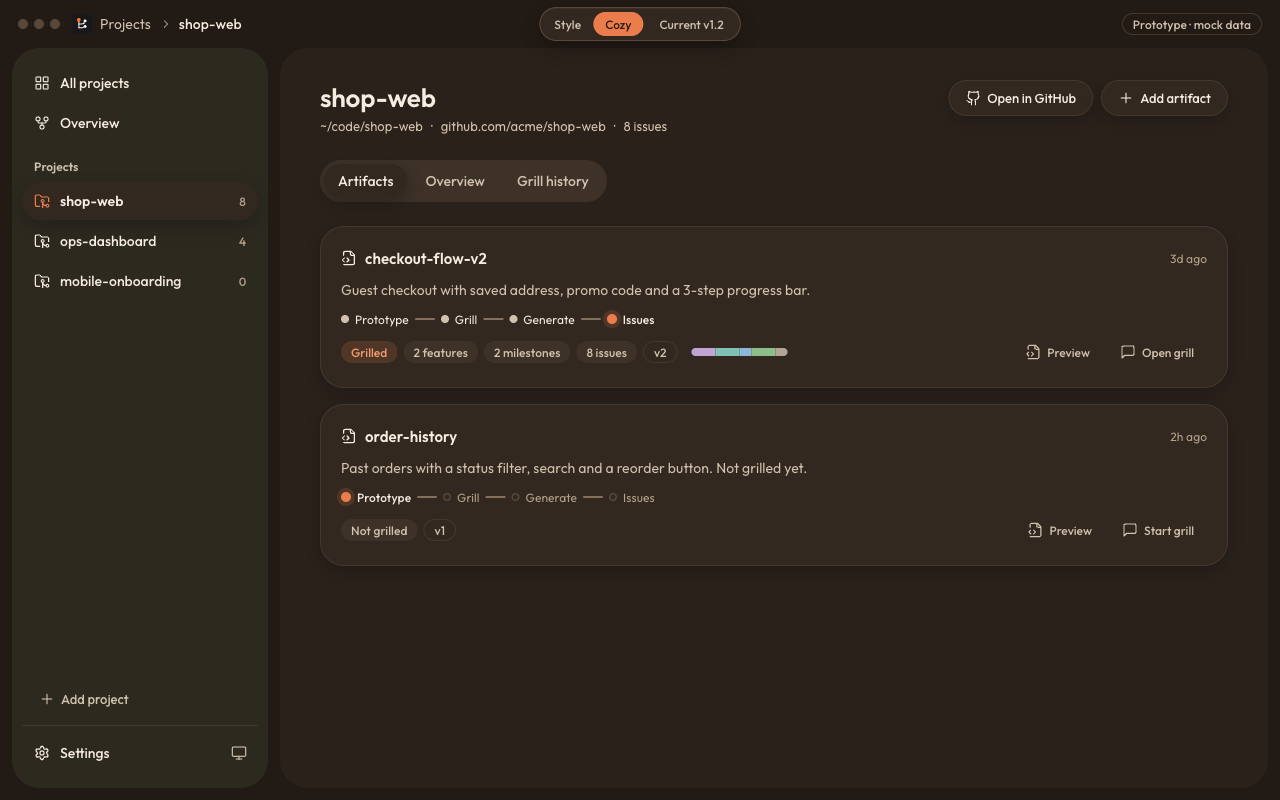 Projects shop-web
Style Cozy Current v1.2
Prototype · mock data
All projects
Overview
Projects
shop-web 8
ops-dashboard 4
mobile-onboarding 0
Add project
Settings
shop-web
~/code/shop-web · github.com/acme/shop-web · 8 issues
Open in GitHub Add artifact
Artifacts Overview Grill history
checkout-flow-v2 3d ago
Guest checkout with saved address, promo code and a 3-step progress bar.
Prototype Grill Generate Issues
Grilled 2 features 2 milestones 8 issues v2 Preview Open grill
order-history 2h ago
Past orders with a status filter, search and a reorder button. Not grilled yet.
Prototype Grill Generate Issues
Not grilled v1 Preview Start grill